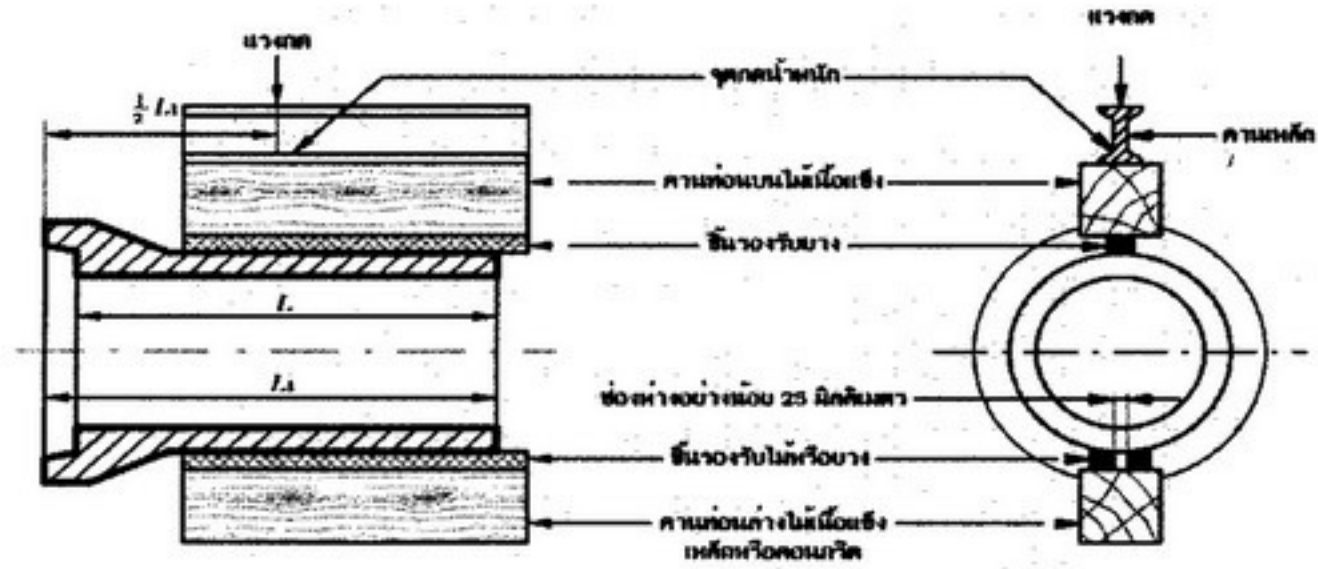 แรงกด
แรงกด
จุดกดน้ำหนัก
½ L1
คานเหล็ก
คานท่อนบนไม้เนื้อแข็ง
ชิ้นรองรับยาง
L
L1
ช่องห่างอย่างน้อย 25 มิลลิเมตร
ชิ้นรองรับไม้หรือยาง
คานท่อนล่างไม้เนื้อแข็ง
เหล็กหรือคอนกรีต